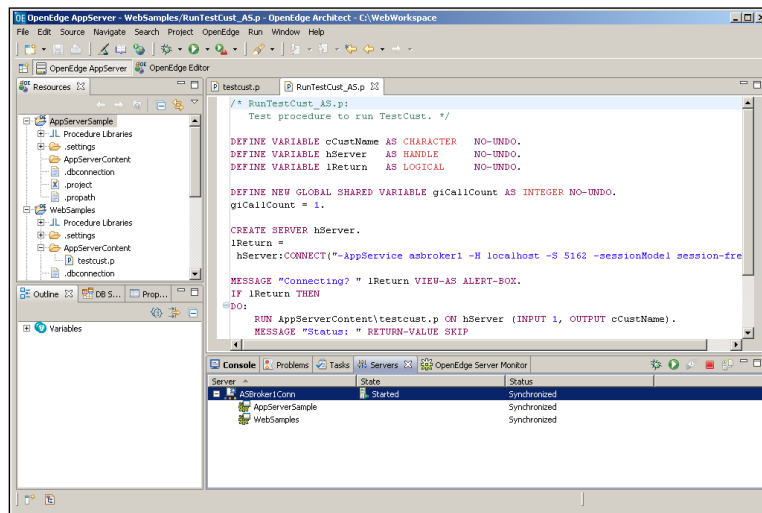 OpenEdge AppServer - WebSamples/RunTestCust_AS.p - OpenEdge Architect - C:\WebWorkspace
File Edit Source Navigate Search Project OpenEdge Run Window Help
OpenEdge AppServer OpenEdge Editor
Resources
AppServerSample
Procedure Libraries
.settings
AppServerContent
.dbconnection
.project
.propath
WebSamples
Procedure Libraries
.settings
AppServerContent
testcust.p
.dbconnection
Outline DB S... Prop...
Variables
testcust.p RunTestCust_AS.p
/* RunTestCust_AS.p:
Test procedure to run TestCust. */
DEFINE VARIABLE cCustName AS CHARACTER NO-UNDO.
DEFINE VARIABLE hServer AS HANDLE NO-UNDO.
DEFINE VARIABLE lReturn AS LOGICAL NO-UNDO.
DEFINE NEW GLOBAL SHARED VARIABLE giCallCount AS INTEGER NO-UNDO.
giCallCount = 1.
CREATE SERVER hServer.
lReturn =
hServer:CONNECT("-AppService asbroker1 -H localhost -S 5162 -sessionModel session-fre
MESSAGE "Connecting? " lReturn VIEW-AS ALERT-BOX.
IF lReturn THEN
DO:
RUN AppServerContent\testcust.p ON hServer (INPUT 1, OUTPUT cCustName).
MESSAGE "Status: " RETURN-VALUE SKIP
Console Problems Tasks Servers OpenEdge Server Monitor
Server State Status
ASBroker1Conn Started Synchronized
AppServerSample Synchronized
WebSamples Synchronized